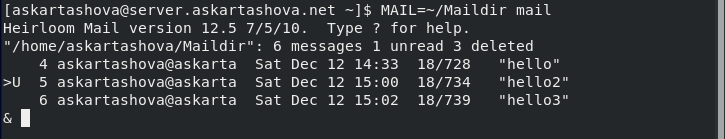 [askartashova@server.askartashova.net ~]$ MAIL=~/Maildir mail
Heirloom Mail version 12.5 7/5/10.  Type ? for help.
"/home/askartashova/Maildir": 6 messages 1 unread 3 deleted
    4 askartashova@askarta  Sat Dec 12 14:33  18/728   "hello"
>U  5 askartashova@askarta  Sat Dec 12 15:00  18/734   "hello2"
    6 askartashova@askarta  Sat Dec 12 15:02  18/739   "hello3"
&